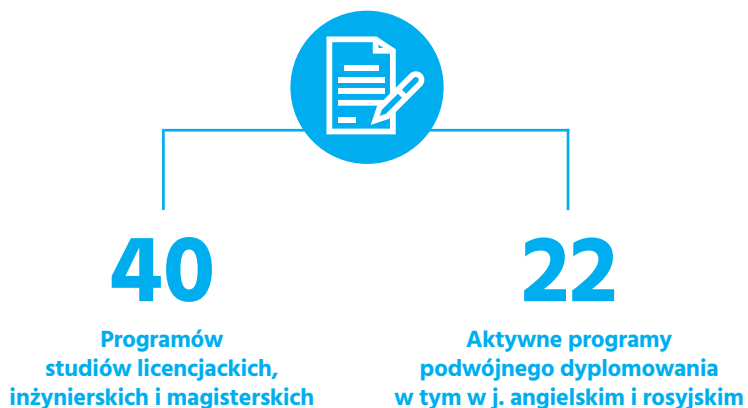 40
Programów
studiów licencjackich,
inżynierskich i magisterskich
22
Aktywne programy
podwójnego dyplomowania
w tym w j. angielskim i rosyjskim